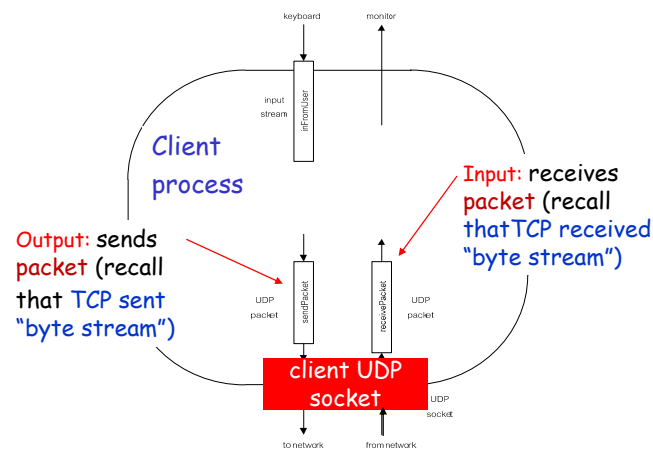 keyboard
monitor
input
stream
inFromUser
Client
process
Input: receives
packet (recall
thatTCP received
“byte stream”)
Output: sends
packet (recall
that TCP sent
“byte stream”)
UDP
packet
sendPacket
receivePacket
UDP
packet
client UDP
socket
UDP
socket
to network
from network